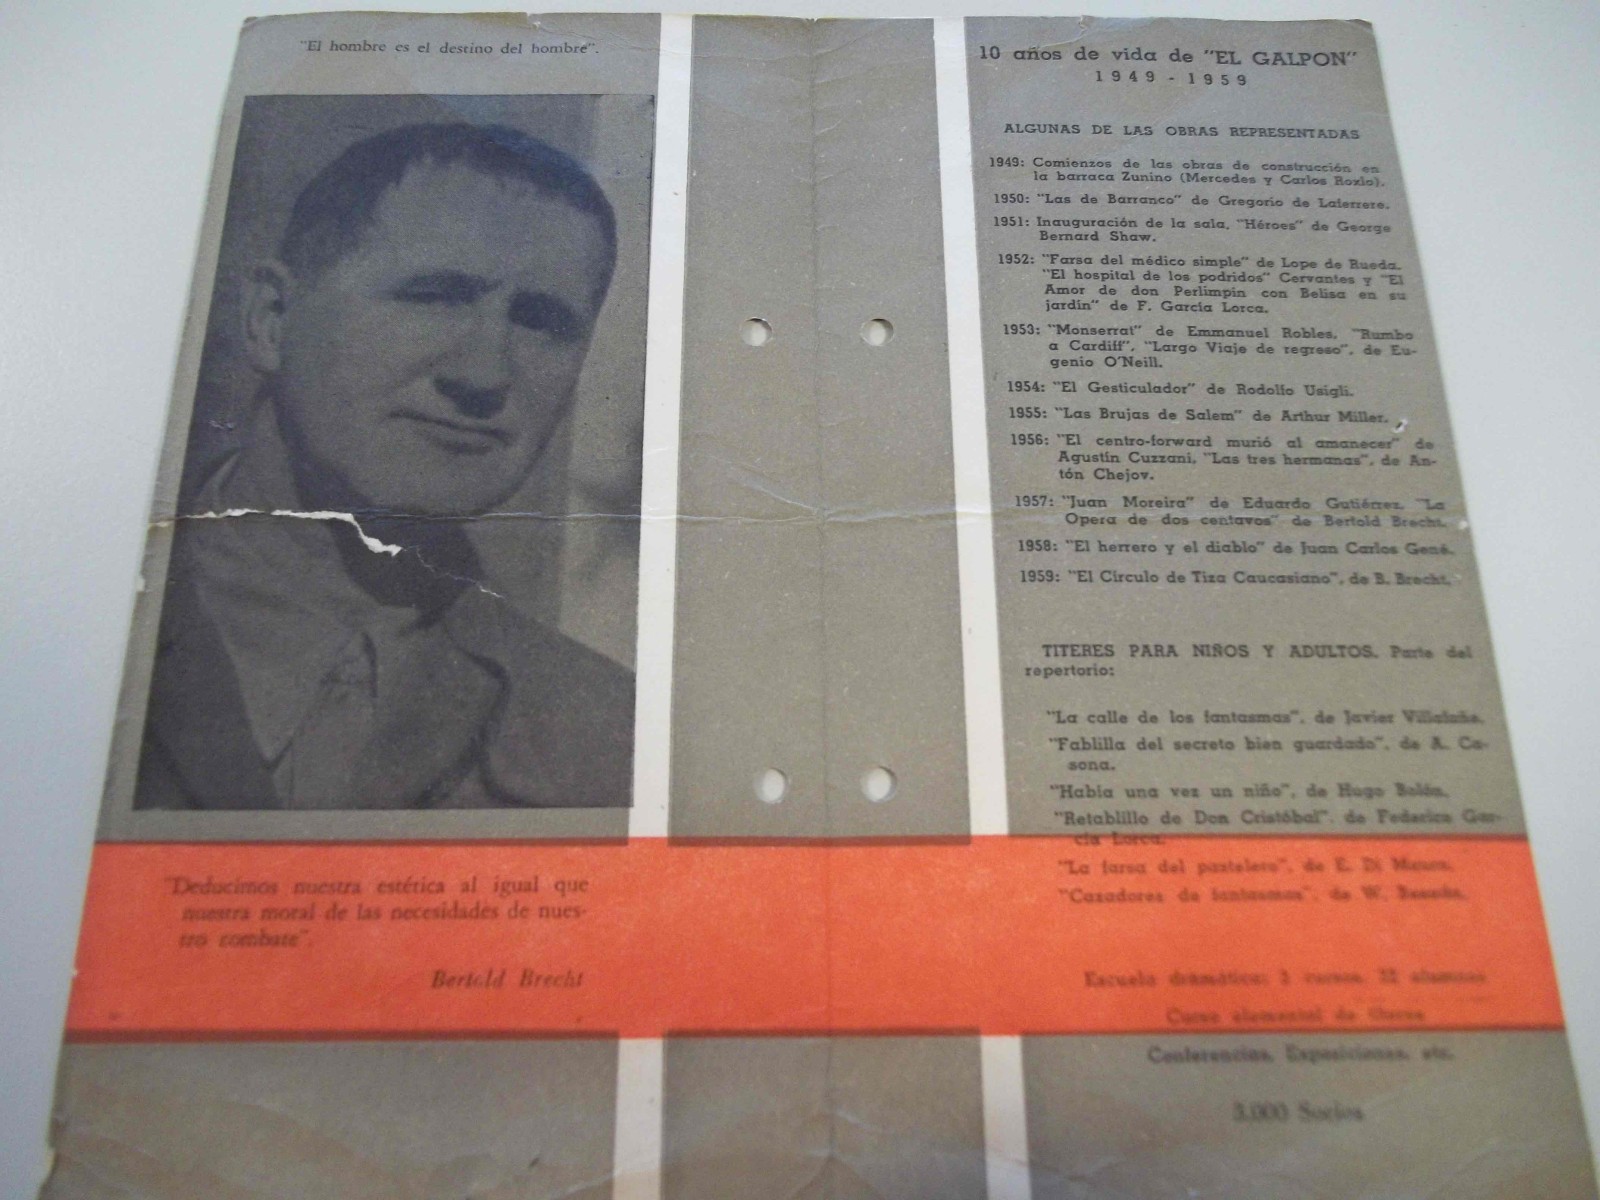 "El hombre es el destino del hombre".
"Deducimos nuestra estética al igual que
nuestra moral de las necesidades de nues-
tro combate".
Bertold Brecht
10 años de vida de "EL GALPON"
1949 - 1959
ALGUNAS DE LAS OBRAS REPRESENTADAS
1949: Comienzos de las obras de construcción en
la barraca Zunino (Mercedes y Carlos Roxlo).
1950: "Las de Barranco" de Gregorio de Laferrere.
1951: Inauguración de la sala, "Héroes" de George
Bernard Shaw.
1952: "Farsa del médico simple" de Lope de Rueda.
"El hospital de los podridos" Cervantes y "El
Amor de don Perlimpin con Belisa en su
jardín" de F. García Lorca.
1953: "Monserrat" de Emmanuel Robles, "Rumbo
a Cardiff", "Largo Viaje de regreso", de Eu-
genio O'Neill.
1954: "El Gesticulador" de Rodolfo Usigli.
1955: "Las Brujas de Salem" de Arthur Miller.
1956: "El centro-forward murió al amanecer" de
Agustín Cuzzani, "Las tres hermanas", de An-
tón Chejov.
1957: "Juan Moreira" de Eduardo Gutiérrez, "La
Opera de dos centavos" de Bertold Brecht.
1958: "El herrero y el diablo" de Juan Carlos Gené.
1959: "El Círculo de Tiza Caucasiano", de B. Brecht.
TITERES PARA NIÑOS Y ADULTOS. Parte del
repertorio:
"La calle de los fantasmas", de Javier Villafañe.
"Fablilla del secreto bien guardado", de A. Ca-
sona.
"Había una vez un niño", de Hugo Bolón.
"Retablillo de Don Cristóbal", de Federico Gar-
cía Lorca.
"La farsa del pastelero", de E. Di Mauro.
"Cazadores de fantasmas", de W.
Escuela dramática: 3 cursos, alumnos
Curso elemental de títeres
Conferencias, Exposiciones, etc.
3.000 Socios